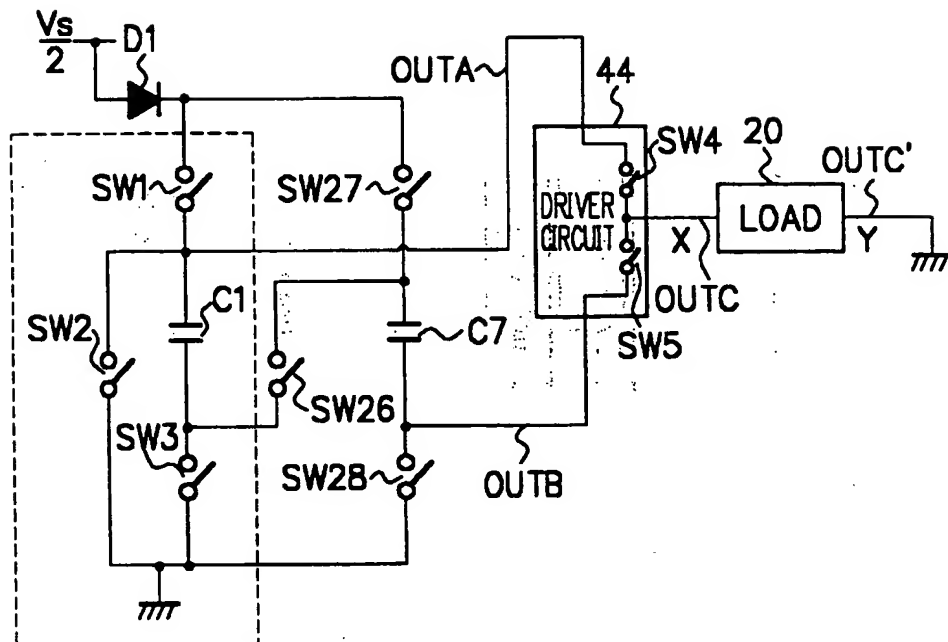 Vs
2
D1
OUTA
44
SW4
20
OUTC'
SW1
SW27
DRIVER
CIRCUIT
LOAD
X
Y
C1
C7
OUTC
SW2
SW5
SW26
SW3
SW28
OUTB